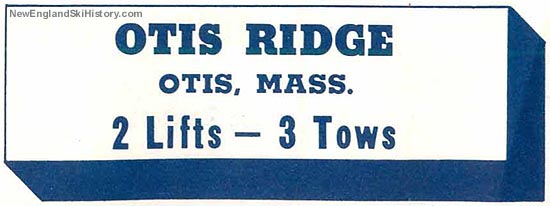 NewEnglandSkiHistory.com
OTIS RIDGE
OTIS, MASS.
2 Lifts — 3 Tows